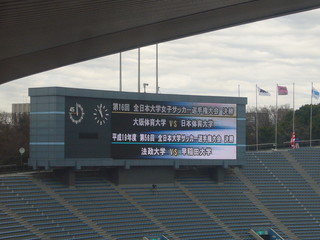 第16回 全日本大学女子サッカー選手権大会 決勝
大阪体育大学 VS 日本体育大学
平成19年度 第56回 全日本大学サッカー選手権大会 決勝
法政大学 VS 早稲田大学